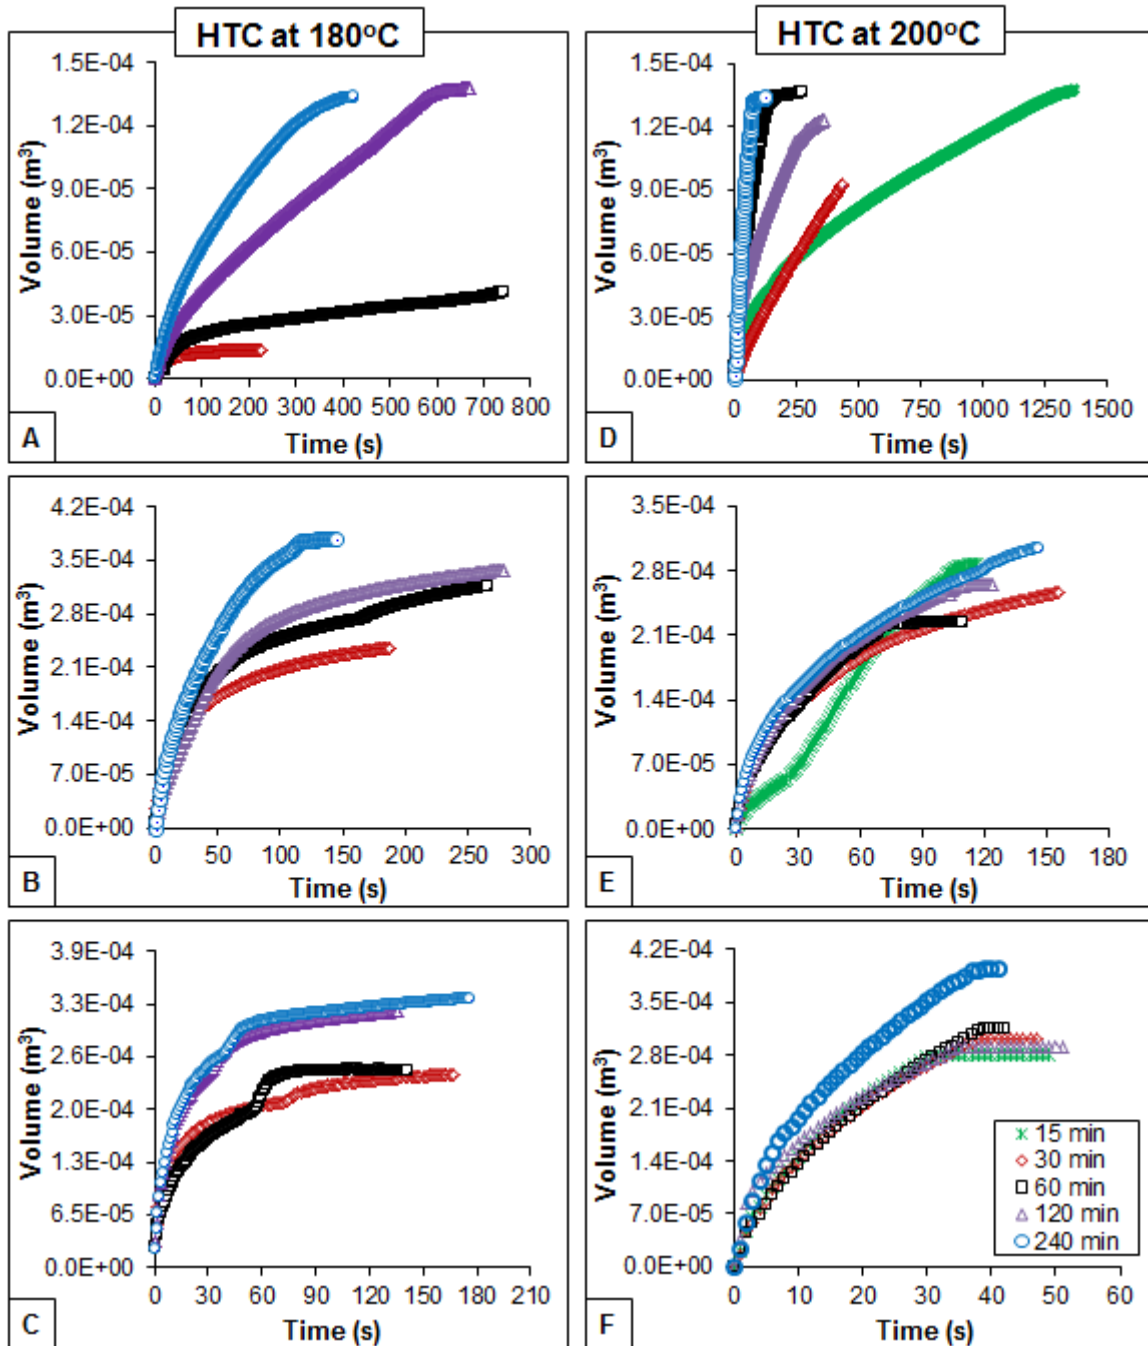 HTC at 180°C
HTC at 200°C
1.5E-04
1.2E-04
9.0E-05
6.0E-05
3.0E-05
0.0E+00
Volume (m³)
0 100 200 300 400 500 600 700 800
Time (s)
A
1.5E-04
1.2E-04
9.0E-05
6.0E-05
3.0E-05
0.0E+00
Volume (m³)
0 250 500 750 1000 1250 1500
Time (s)
D
4.2E-04
3.5E-04
2.8E-04
2.1E-04
1.4E-04
7.0E-05
0.0E+00
Volume (m³)
0 50 100 150 200 250 300
Time (s)
B
3.5E-04
2.8E-04
2.1E-04
1.4E-04
7.0E-05
0.0E+00
Volume (m³)
0 30 60 90 120 150 180
Time (s)
E
3.9E-04
3.3E-04
2.6E-04
2.0E-04
1.3E-04
6.5E-05
0.0E+00
Volume (m³)
0 30 60 90 120 150 180 210
Time (s)
C
4.2E-04
3.5E-04
2.8E-04
2.1E-04
1.4E-04
7.0E-05
0.0E+00
Volume (m³)
0 10 20 30 40 50 60
Time (s)
F
15 min
30 min
60 min
120 min
240 min